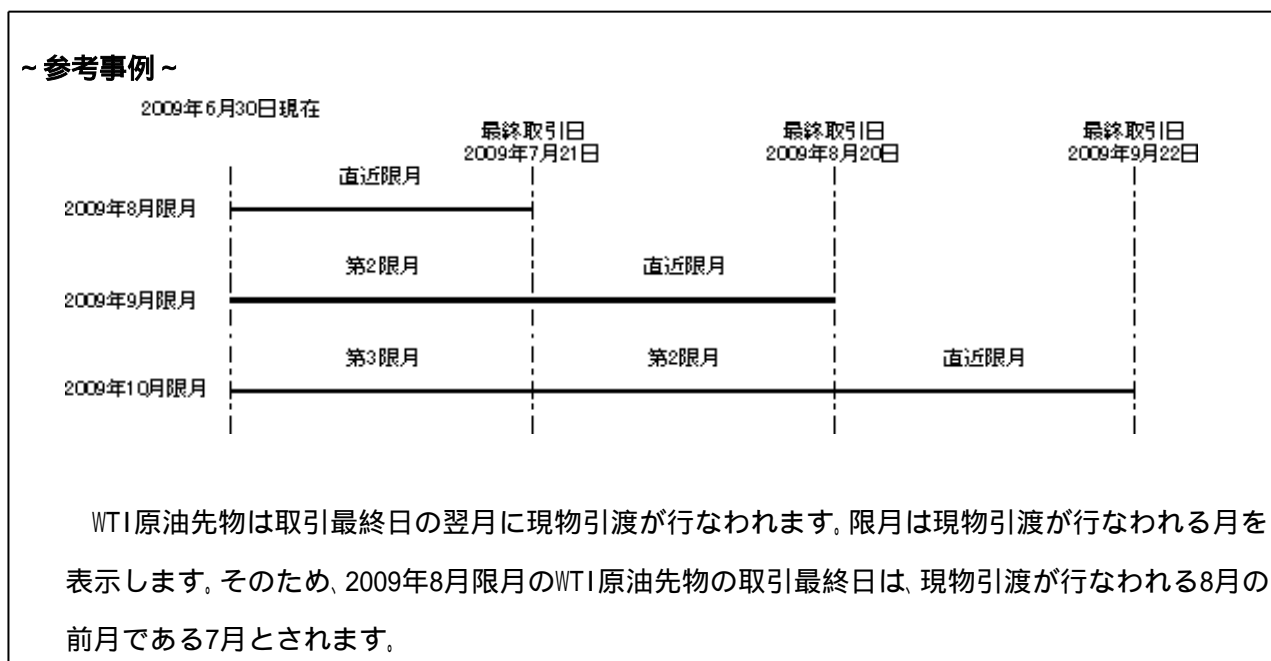 ~参考事例~
2009年6月30日現在
最終取引日
2009年7月21日
最終取引日
2009年8月20日
最終取引日
2009年9月22日
直近限月
2009年8月限月
第2限月
直近限月
2009年9月限月
第3限月
第2限月
直近限月
2009年10月限月
WTI原油先物は取引最終日の翌月に現物引渡が行なわれます。限月は現物引渡が行なわれる月を
表示します。そのため、2009年8月限月のWTI原油先物の取引最終日は、現物引渡が行なわれる8月の
前月である7月とされます。